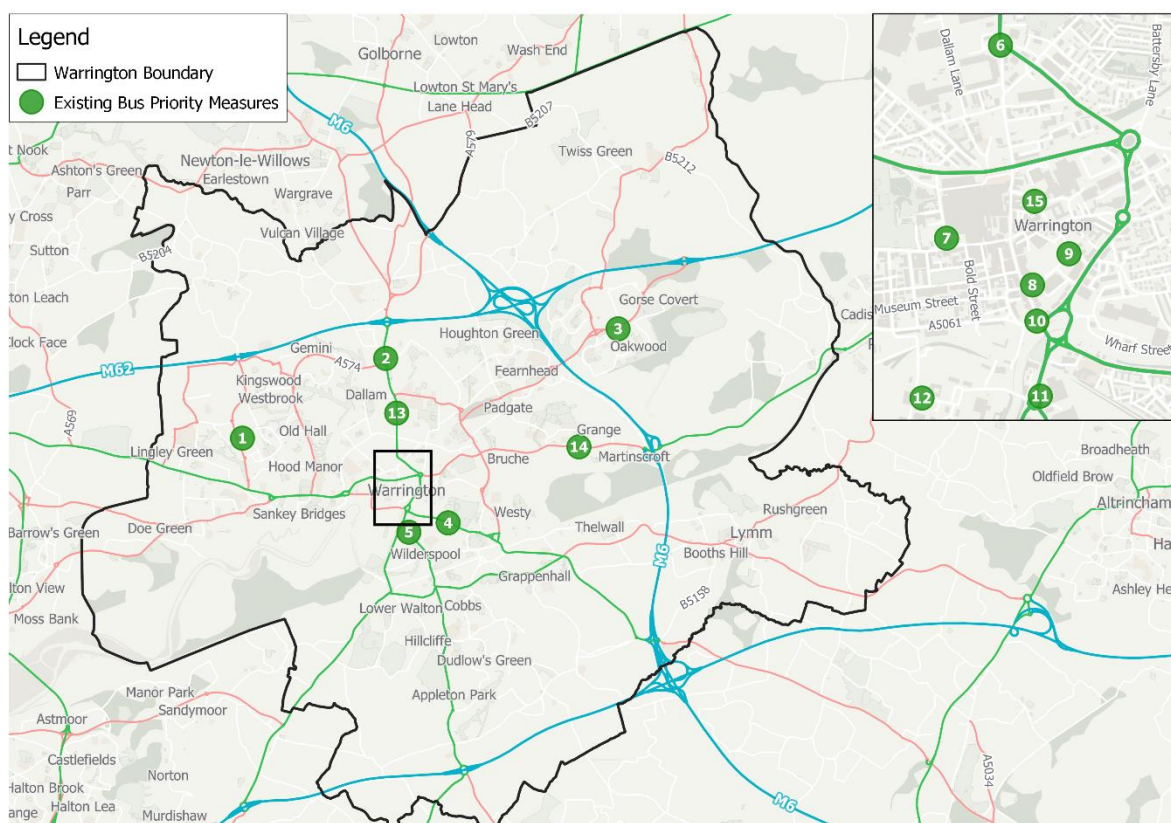 Legend
Warrington Boundary
Existing Bus Priority Measures
Lowton
Wash End
Golborne
Lowton St Mary's
Lane Head
B5207
M6
A579
Twiss Green
B5212
Newton-le-Willows
Earlestown
Wargrave
Ashton's Green
Parr
Vulcan Village
Sutton
B5204
Gorse Covert
3
Oakwood
Houghton Green
Gemini
A574
2
Fearnhead
M62
Kingswood
Westbrook
Dallam
13
Padgate
A569
Old Hall
1
Grange
14
Lingley Green
Hood Manor
Bruche
Martinscroft
Warrington
Sankey Bridges
4
Westy
5
Wilderspool
Doe Green
Barrow's Green
Thelwall
Rushgreen
Lymm
Booths Hill
M6
Grappenhall
B5158
Moss Bank
Lower Walton
Cobbs
Hillcliffe
Dudlow's Green
Appleton Park
Manor Park
Sandymoor
Astmoor
Castlefields
Norton
Halton Lea
Murdishaw
M6
A5034
Broadheath
Oldfield Brow
Altrincham
6
Dallam Lane
Battersby Lane
15
Warrington
7
9
Bold Street
8
Museum Street
10
A5061
Wharf Street
12
11